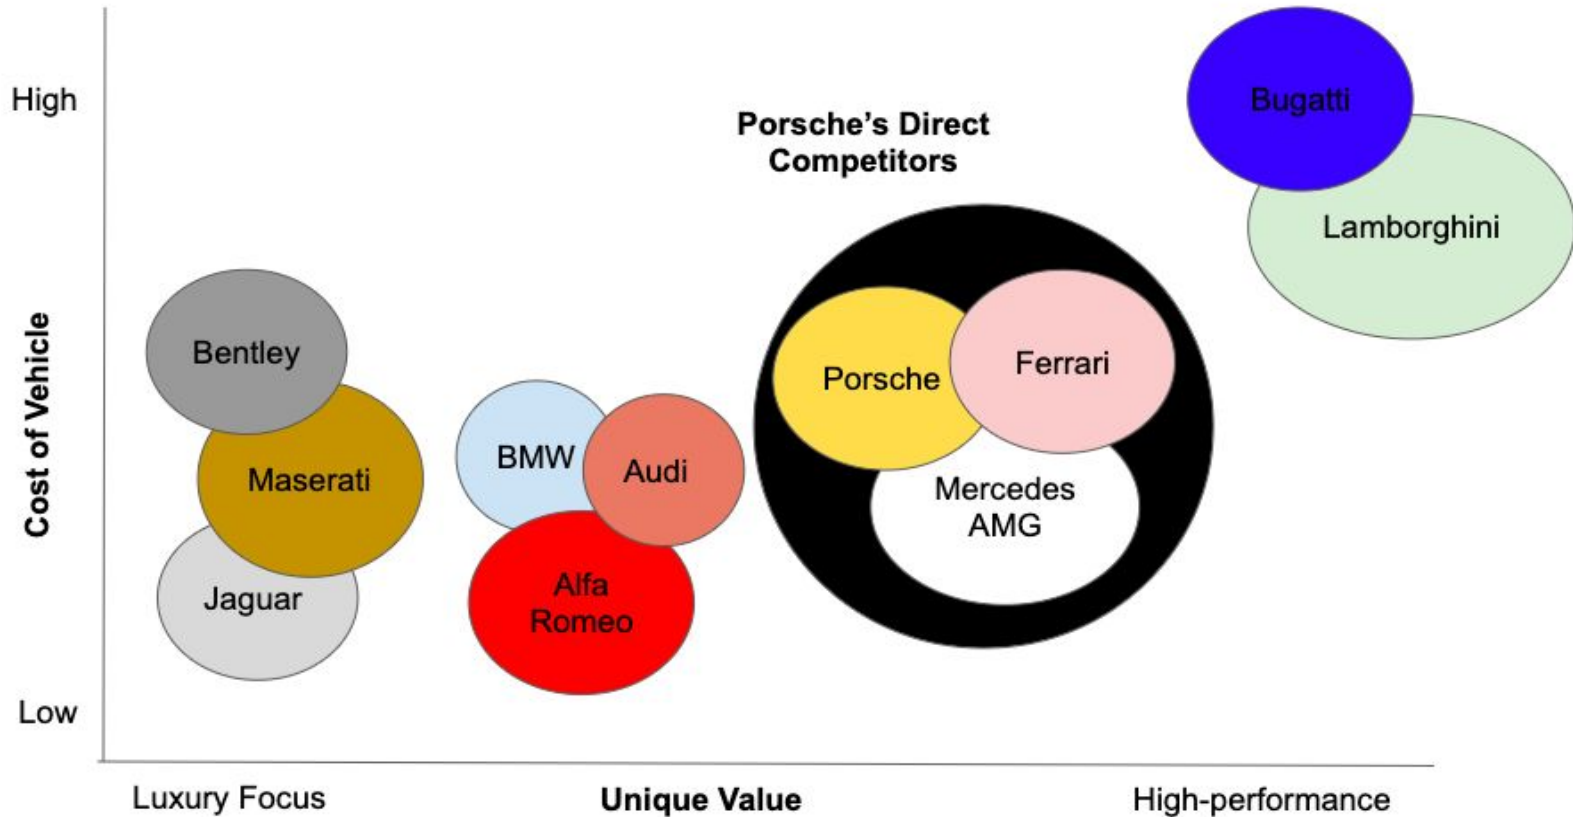 High
Bugatti
Porsche’s Direct
Competitors
Lamborghini
Cost of Vehicle
Bentley
Porsche
Ferrari
BMW
Audi
Maserati
Mercedes
AMG
Jaguar
Alfa
Romeo
Low
Luxury Focus
Unique Value
High-performance